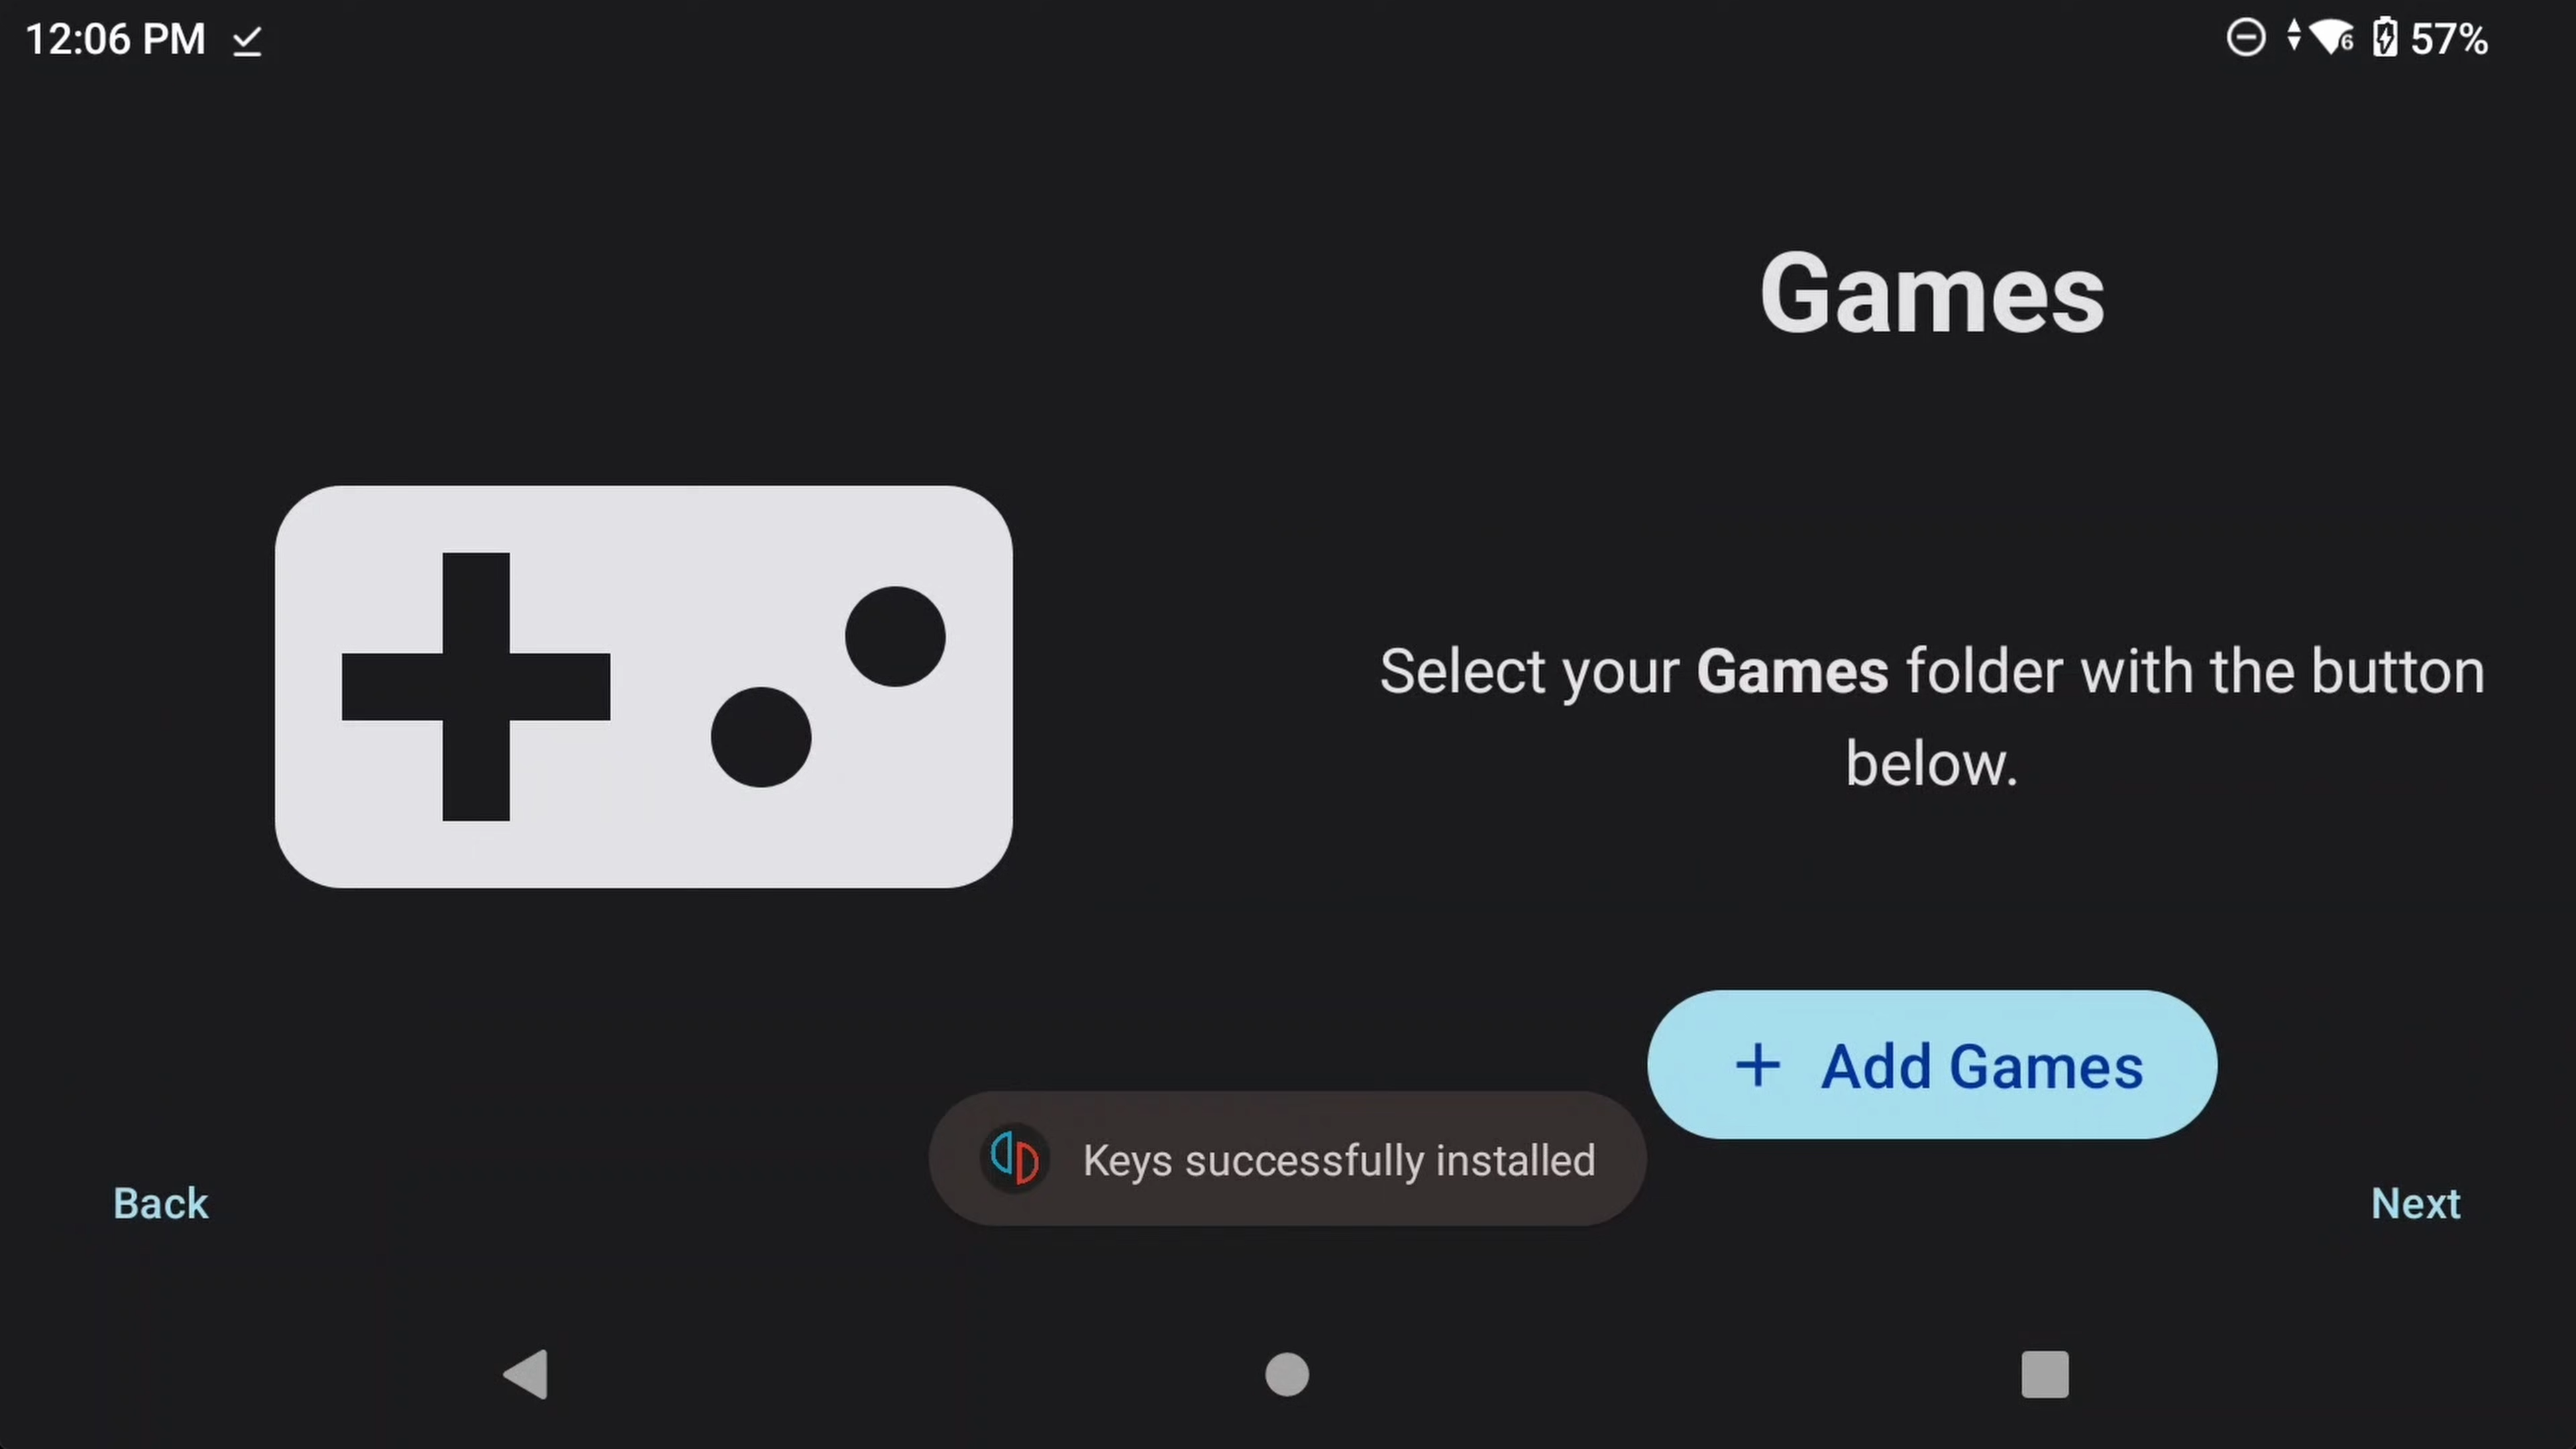 12:06 PM
6 57%
Games
Select your Games folder with the button
below.
+ Add Games
Keys successfully installed
Back
Next